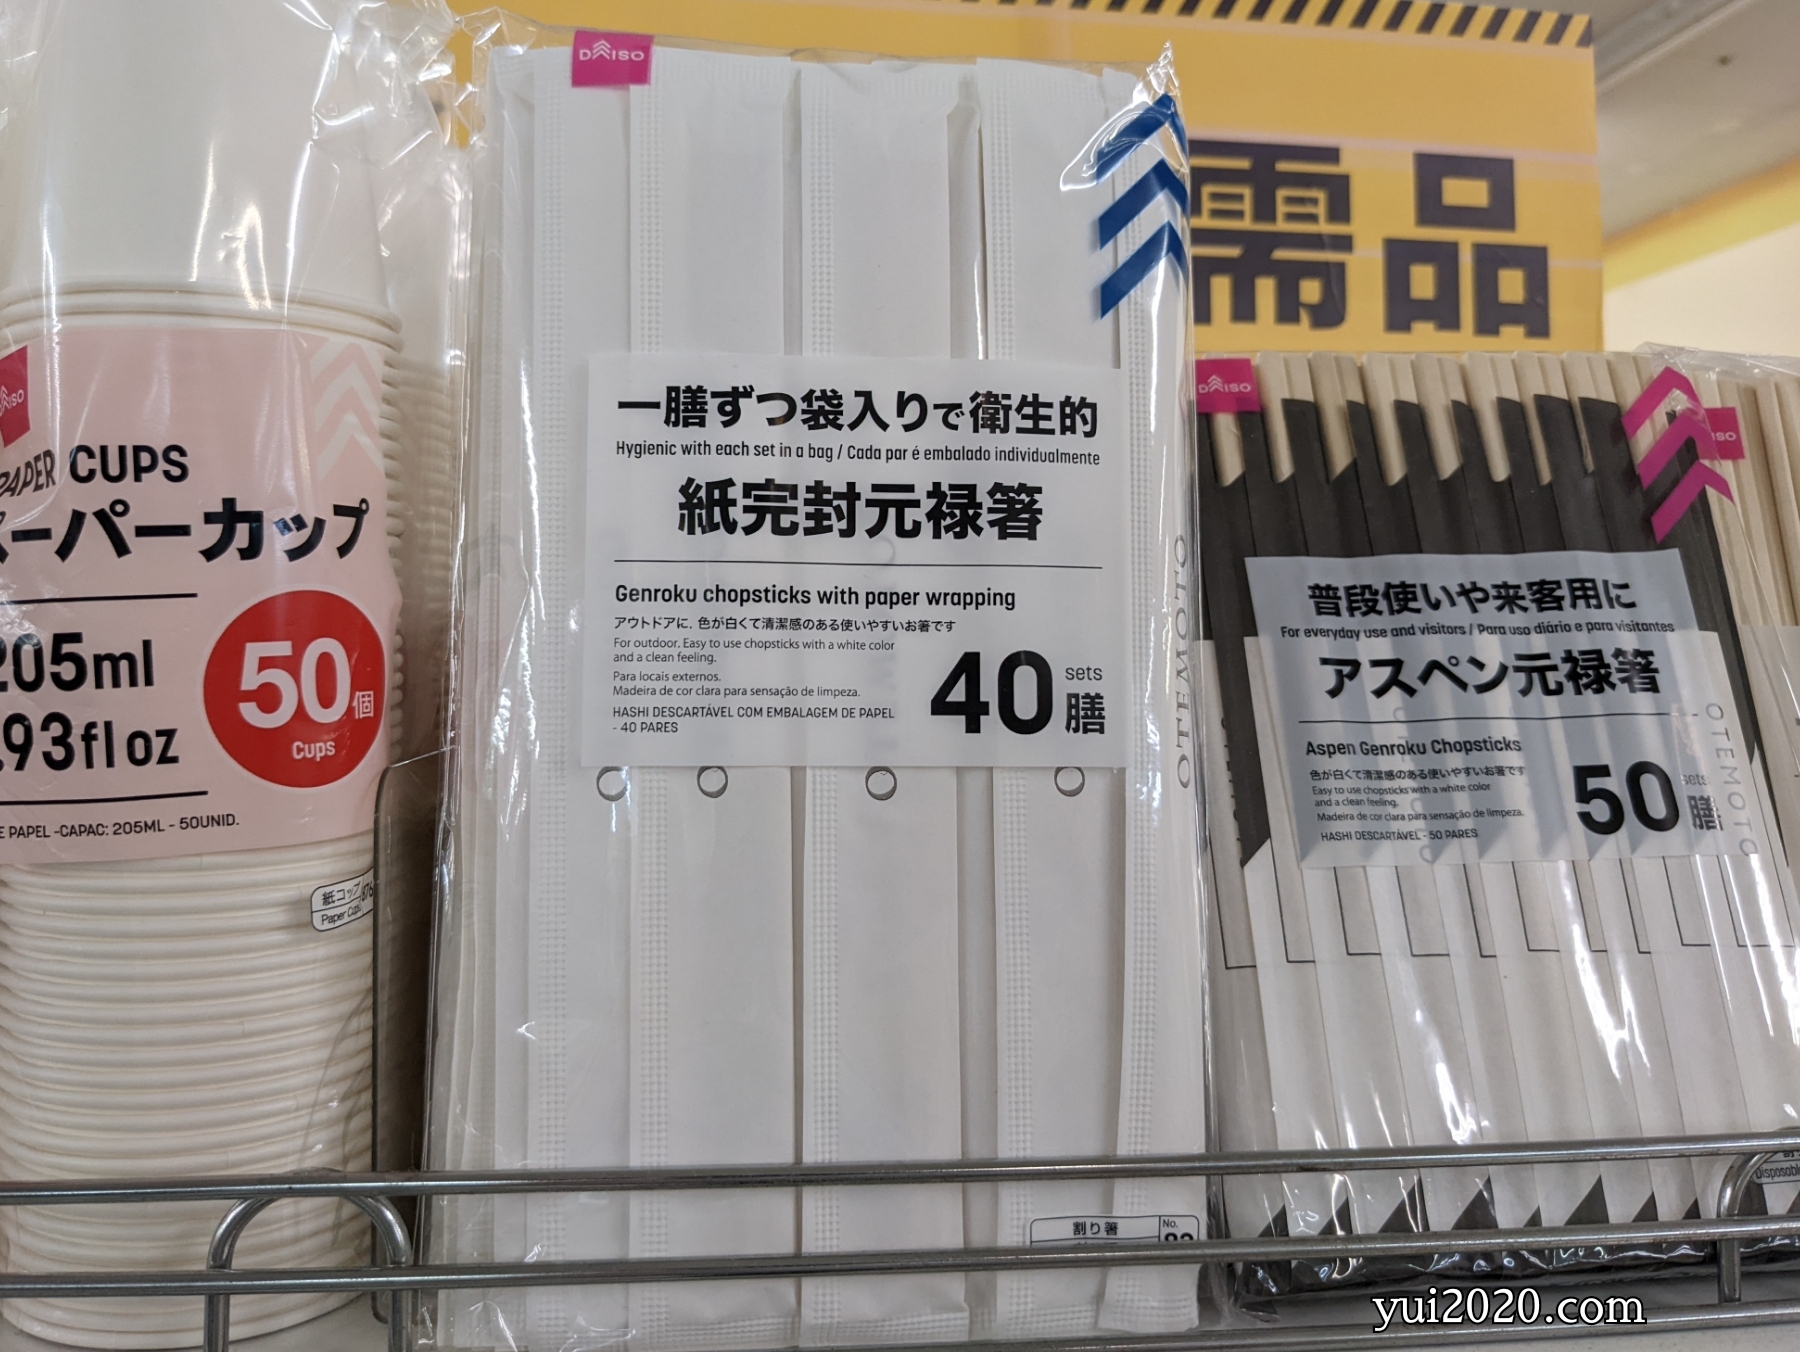 需品
DAISO
PAPER CUPS
ーパーカップ
205ml
.93fl oz
50個
Cups
E PAPEL -CAPAC: 205ML - 50UNID.
紙コップ
Paper Cups
DAISO
一膳ずつ袋入りで衛生的
Hygienic with each set in a bag / Cada par é embalado individualmente
紙完封元禄箸
Genroku chopsticks with paper wrapping
アウトドアに、色が白くて清潔感のある使いやすいお箸です
For outdoor. Easy to use chopsticks with a white color
and a clean feeling.
Para locais externos.
Madeira de cor clara para sensação de limpeza.
HASHI DESCARTÁVEL COM EMBALAGEM DE PAPEL
- 40 PARES
40 sets
膳
OTEMOTO
割り箸
No.
DAISO
普段使いや来客用に
For everyday use and visitors / Para uso diário e para visitantes
アスペン元禄箸
Aspen Genroku Chopsticks
色が白くて清潔感のある使いやすいお箸です
Easy to use chopsticks with a white color
and a clean feeling.
Madeira de cor clara para sensação de limpeza.
HASHI DESCARTÁVEL - 50 PARES
50 sets
膳
OTEMOTO
yui2020.com